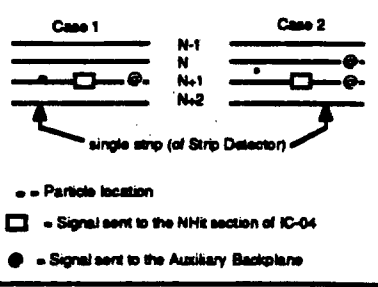 Case 1 Case 2
N-1
N
N+1
N+2
single strip (of Strip Detector)
= Particle location
= Signal sent to the NHit section of IC-04
= Signal sent to the Auxiliary Backplane